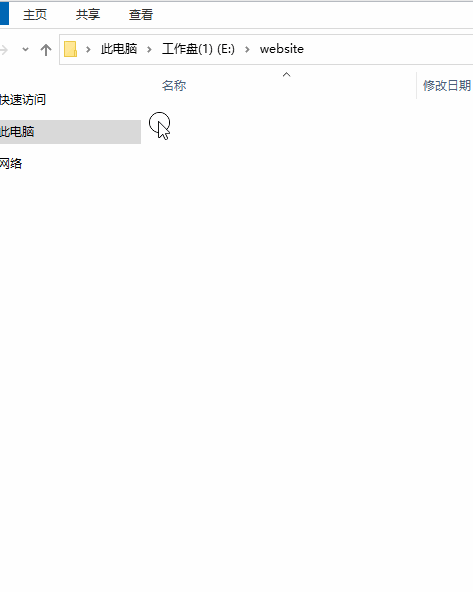 主页 共享 查看
此电脑 工作盘(1) (E:) website
名称 修改日期
快速访问
此电脑
网络